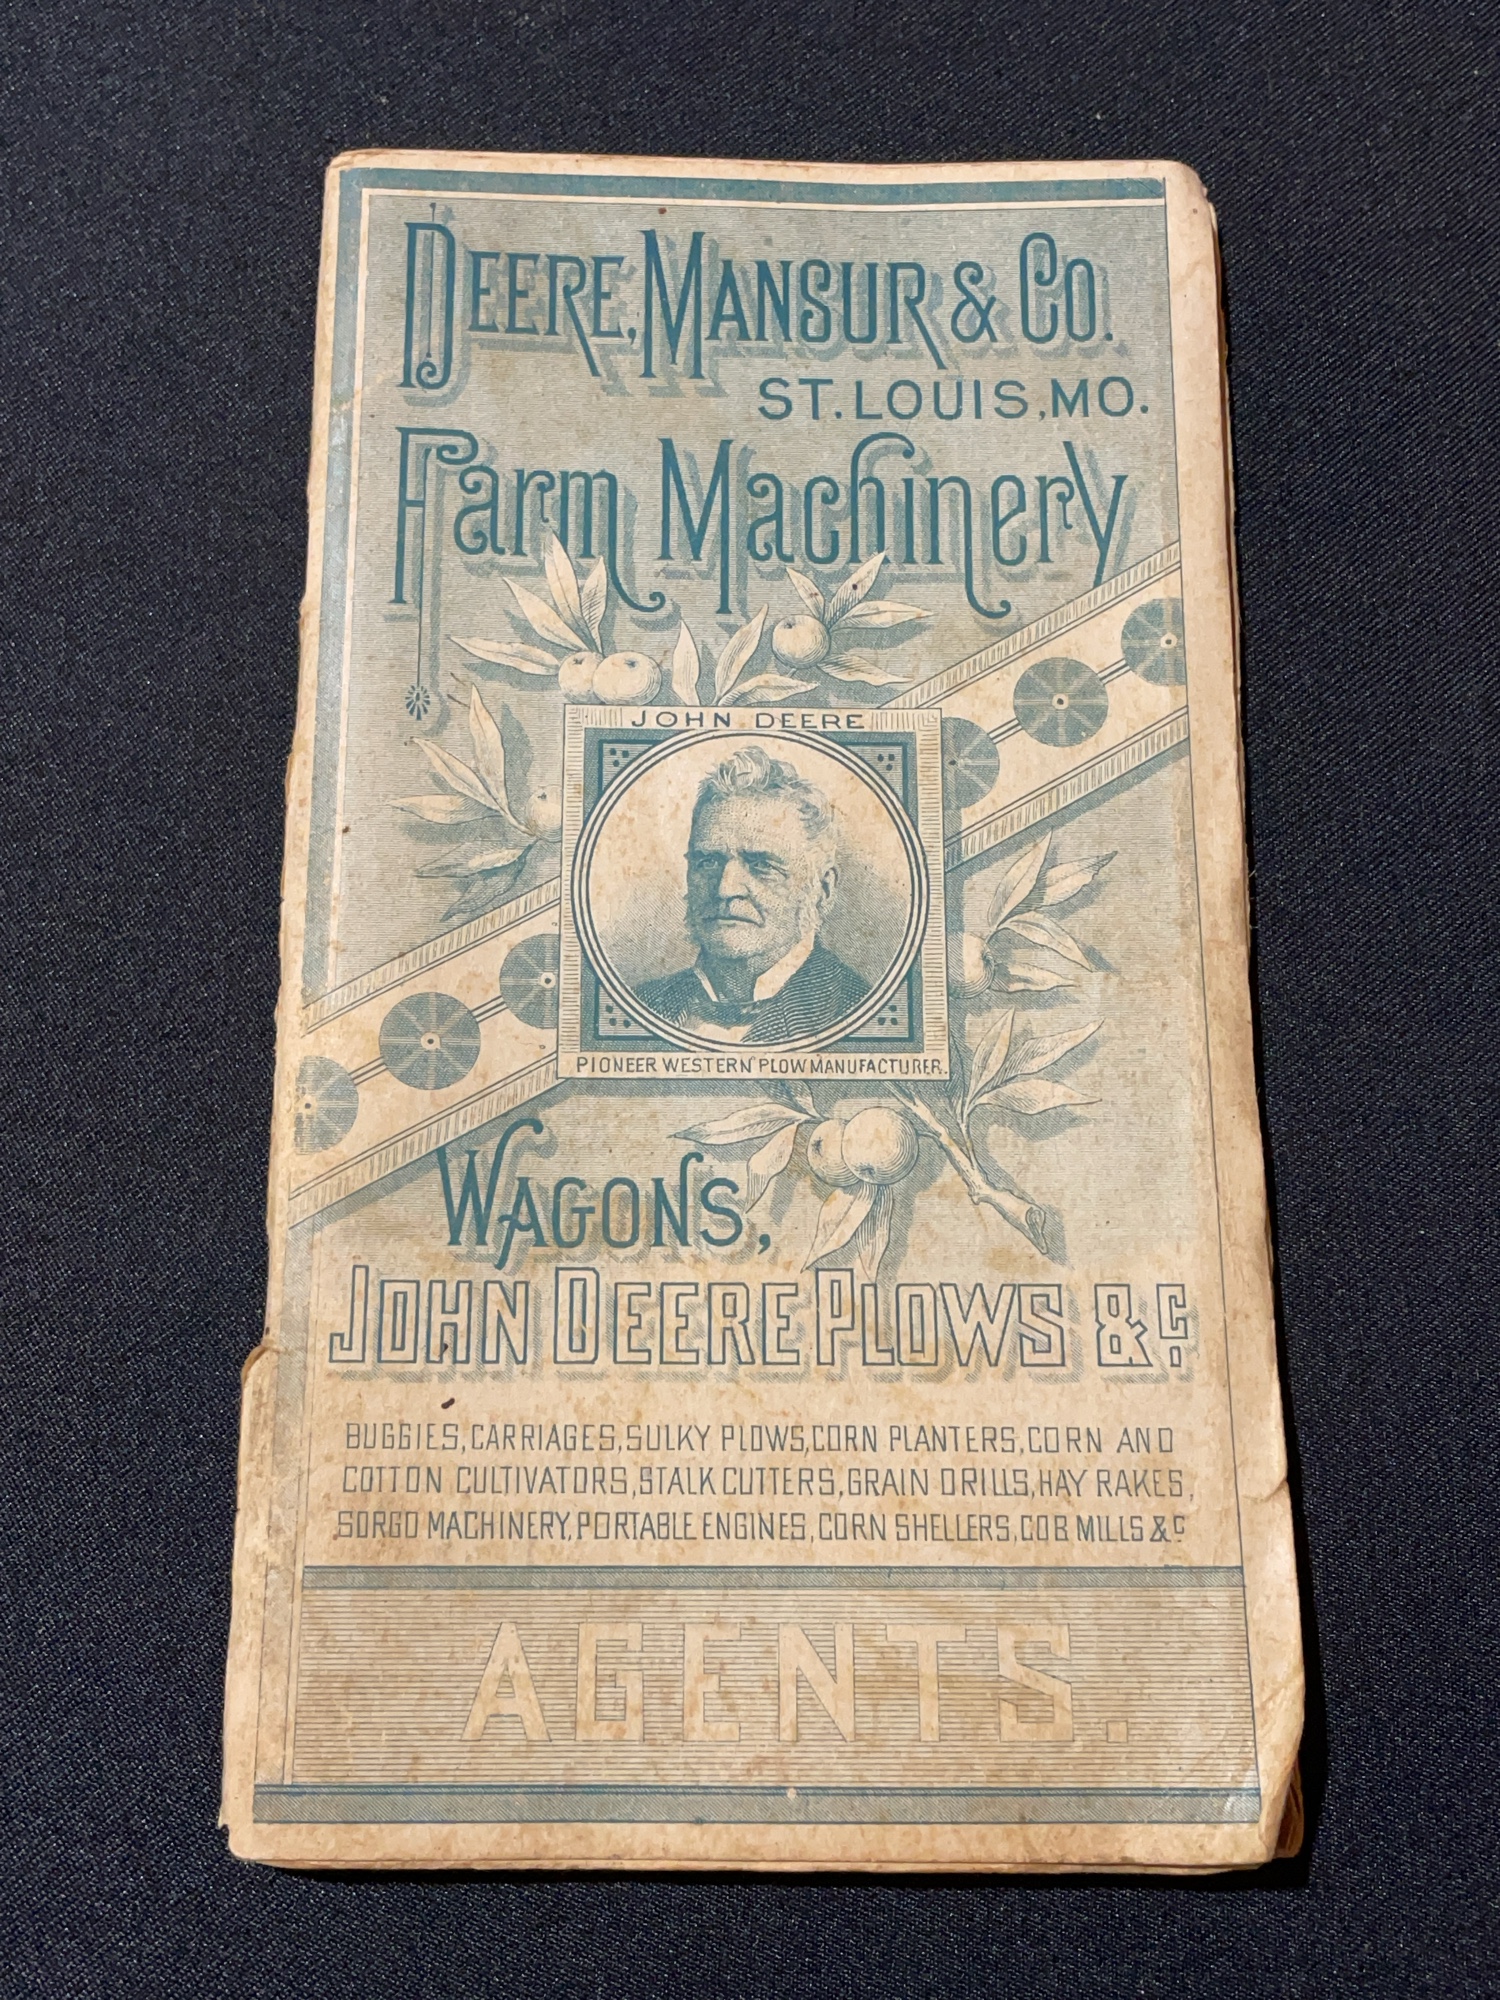 DEERE, MANSUR & CO.
ST. LOUIS, MO.
Farm Machinery
JOHN DEERE
PIONEER WESTERN PLOW MANUFACTURER.
WAGONS,
JOHN DEERE PLOWS &C
BUGGIES, CARRIAGES, SULKY PLOWS, CORN PLANTERS, CORN AND
COTTON CULTIVATORS, STALK CUTTERS, GRAIN DRILLS, HAY RAKES,
SORGO MACHINERY, PORTABLE ENGINES, CORN SHELLERS, COB MILLS &C
AGENTS.